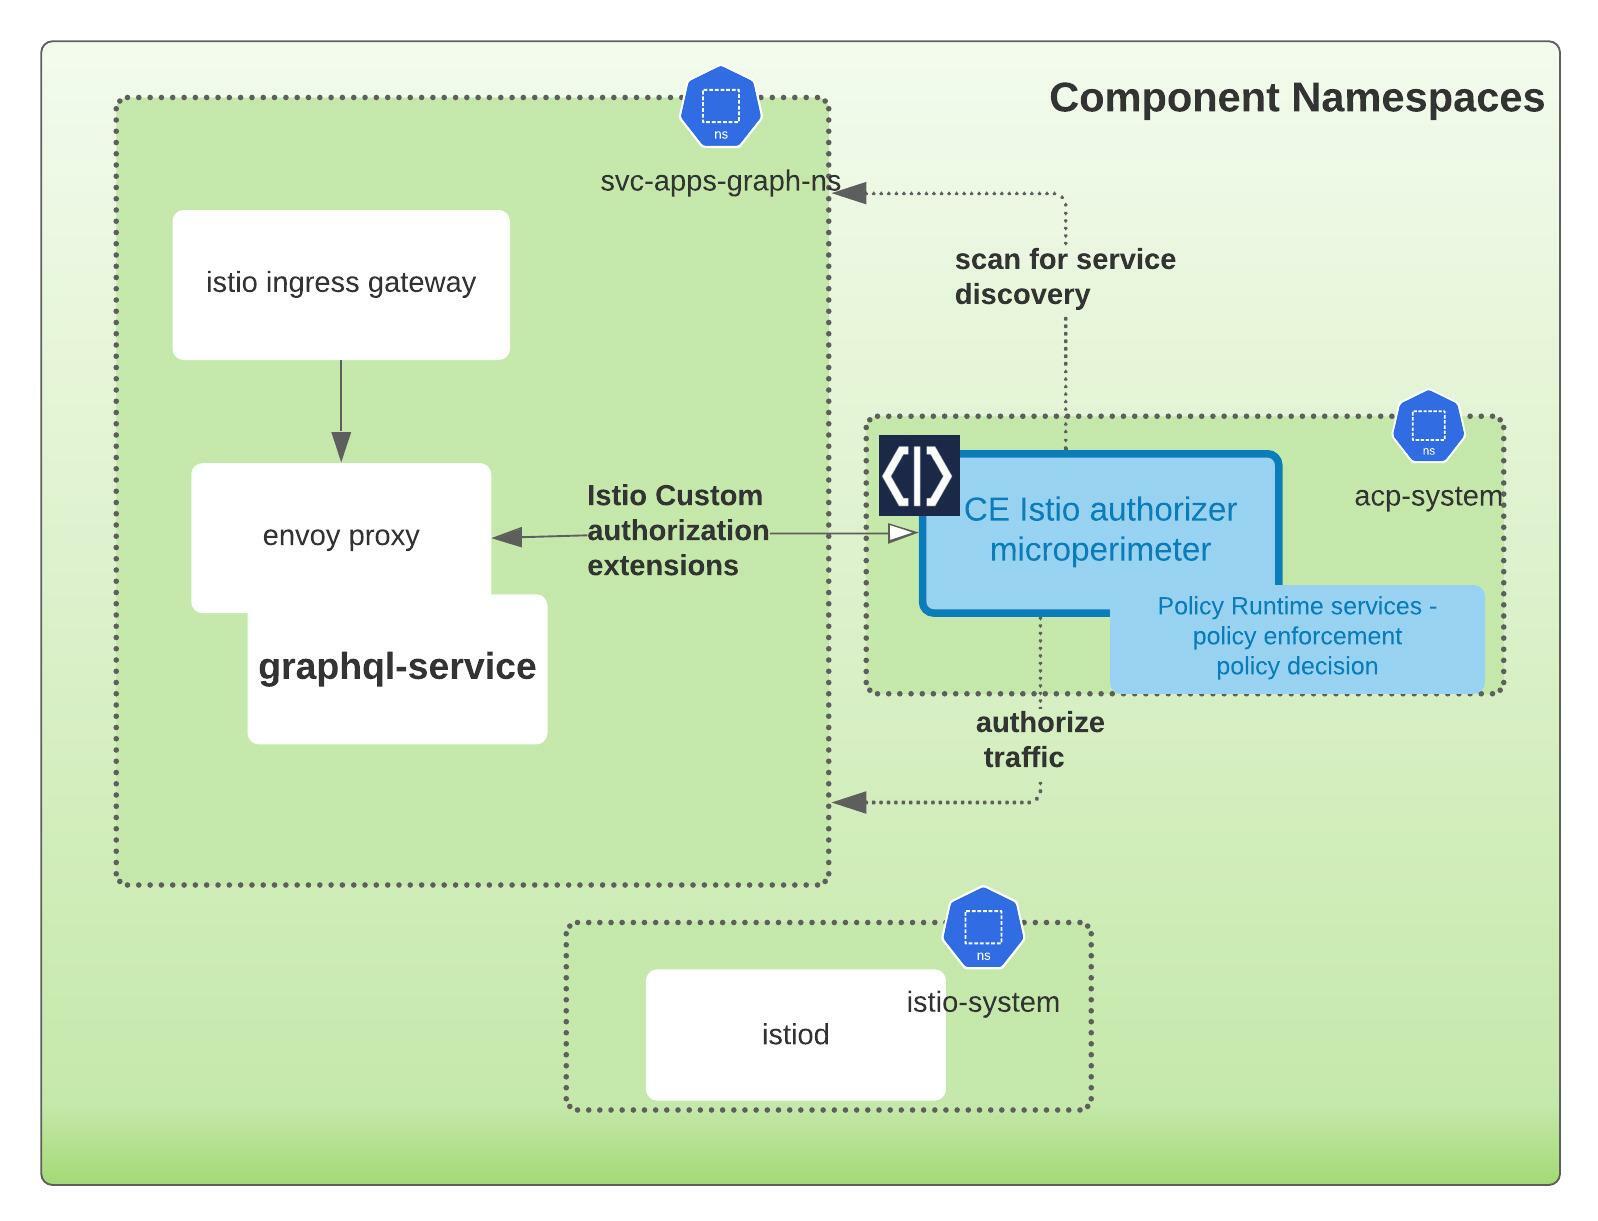 Component Namespaces
ns
svc-apps-graph-ns
istio ingress gateway
scan for service
discovery
ns
acp-system
Istio Custom
authorization
extensions
envoy proxy
CE Istio authorizer
microperimeter
Policy Runtime services -
policy enforcement
policy decision
graphql-service
authorize
traffic
ns
istio-system
istiod